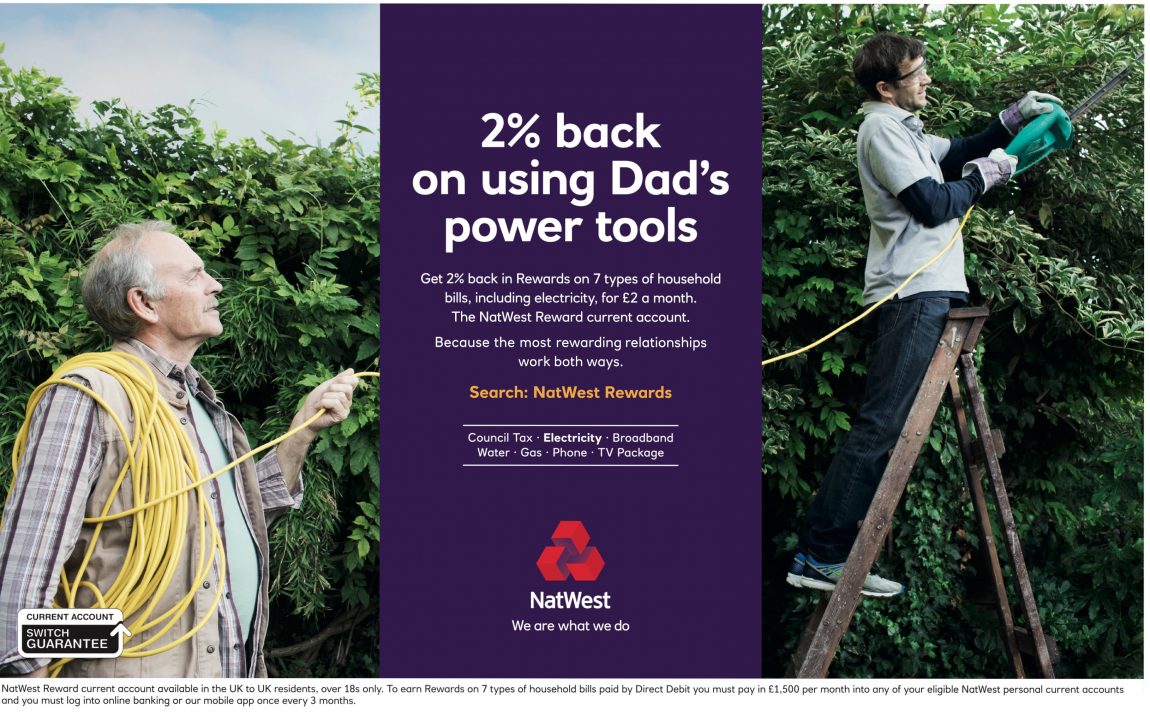 2% back
on using Dad's
power tools
Get 2% back in Rewards on 7 types of household
bills, including electricity, for £2 a month.
The NatWest Reward current account.
Because the most rewarding relationships
work both ways.
Search: NatWest Rewards
Council Tax · Electricity · Broadband
Water · Gas · Phone · TV Package
NatWest
We are what we do
CURRENT ACCOUNT
SWITCH
GUARANTEE
NatWest Reward current account available in the UK to UK residents, over 18s only. To earn Rewards on 7 types of household bills paid by Direct Debit you must pay in £1,500 per month into any of your eligible NatWest personal current accounts
and you must log into online banking or our mobile app once every 3 months.